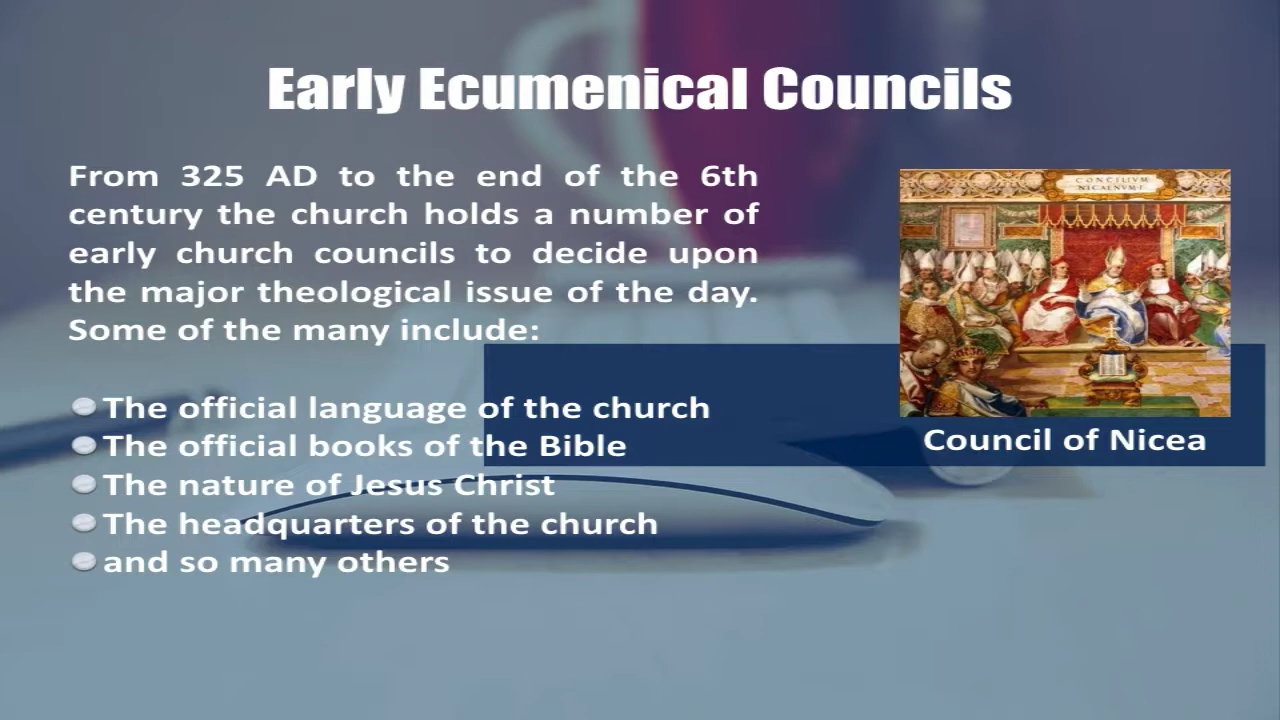 Early Ecumenical Councils
From 325 AD to the end of the 6th
century the church holds a number of
early church councils to decide upon
the major theological issue of the day.
Some of the many include:
The official language of the church
The official books of the Bible
The nature of Jesus Christ
The headquarters of the church
and so many others
CONCILIVM
NICAENVM I
Council of Nicea